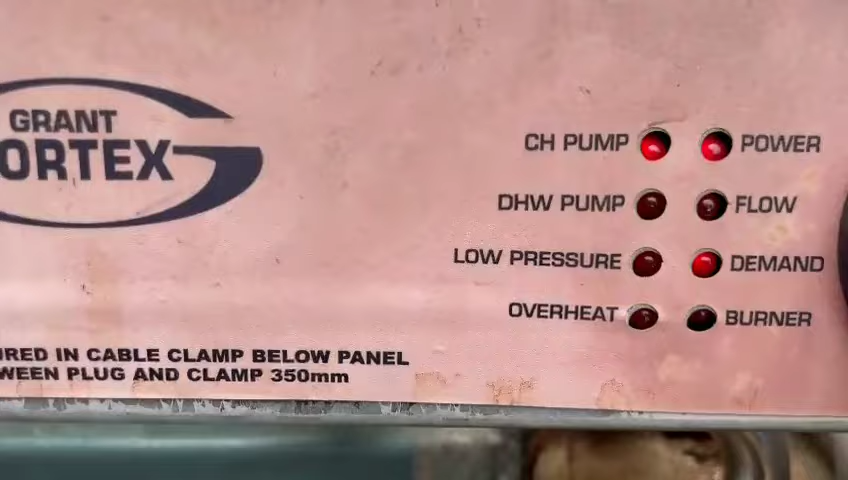 GRANT
ORTEX
CH PUMP POWER
DHW PUMP FLOW
LOW PRESSURE DEMAND
OVERHEAT BURNER
IRED IN CABLE CLAMP BELOW PANEL
WEEN PLUG AND CLAMP 350mm